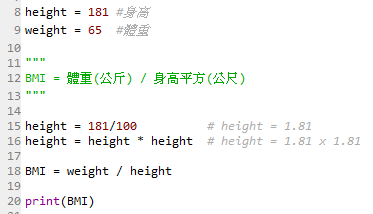 8 height = 181 #身高
9 weight = 65  #體重
10
11 """
12 BMI = 體重(公斤) / 身高平方(公尺)
13 """
14
15 height = 181/100          # height = 1.81
16 height = height * height  # height = 1.81 x 1.81
17
18 BMI = weight / height
19
20 print(BMI)